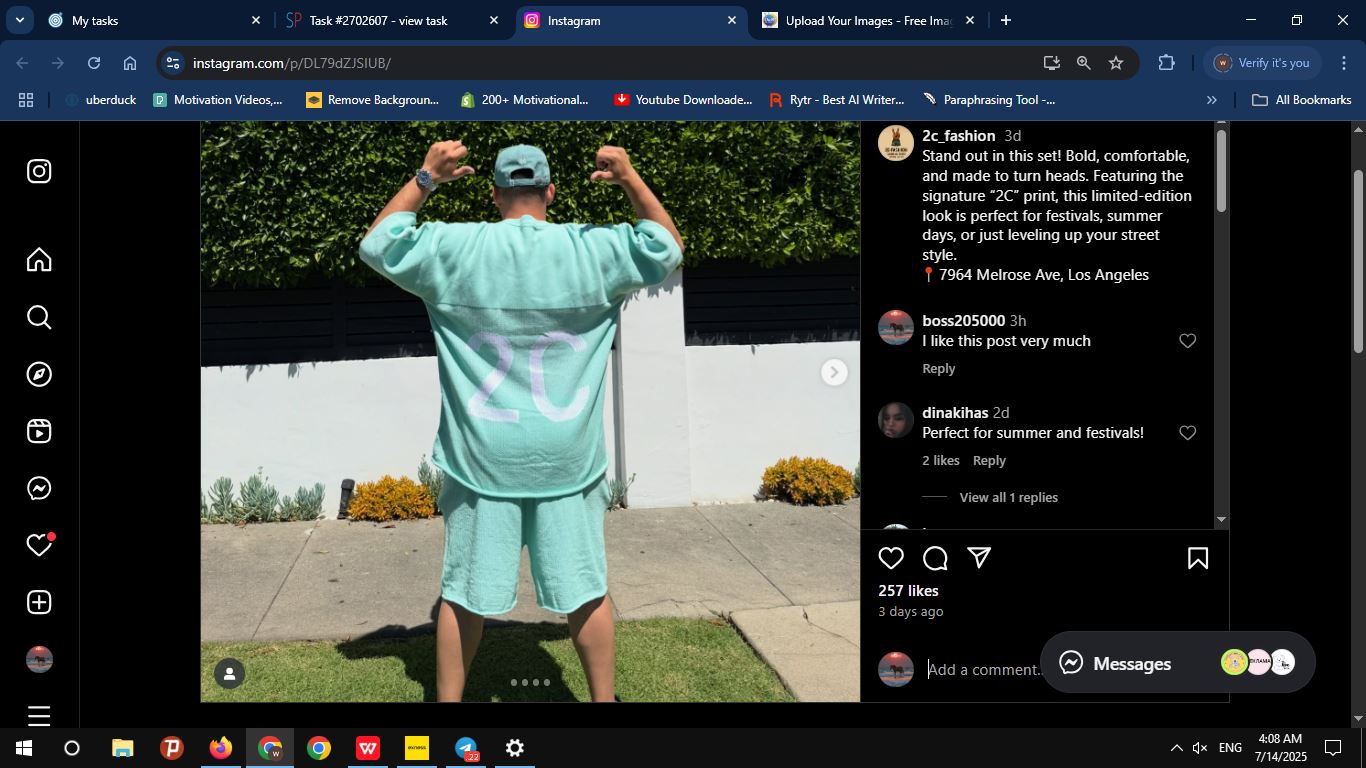 My tasks
Task #2702607 - view task
Instagram
Upload Your Images - Free Imag
instagram.com/p/DL79dZJSIUB/
Verify it's you
uberduck
Motivation Videos,...
Remove Backgroun...
200+ Motivational...
Youtube Downloade...
Rytr - Best AI Writer...
Paraphrasing Tool -...
All Bookmarks
2C
2c_fashion 3d
Stand out in this set! Bold, comfortable,
and made to turn heads. Featuring the
signature “2C” print, this limited-edition
look is perfect for festivals, summer
days, or just leveling up your street
style.
📍 7964 Melrose Ave, Los Angeles
boss205000 3h
I like this post very much
Reply
dinakihas 2d
Perfect for summer and festivals!
2 likes Reply
View all 1 replies
257 likes
3 days ago
Add a comment...
Messages
exness
22
ENG
4:08 AM
7/14/2025